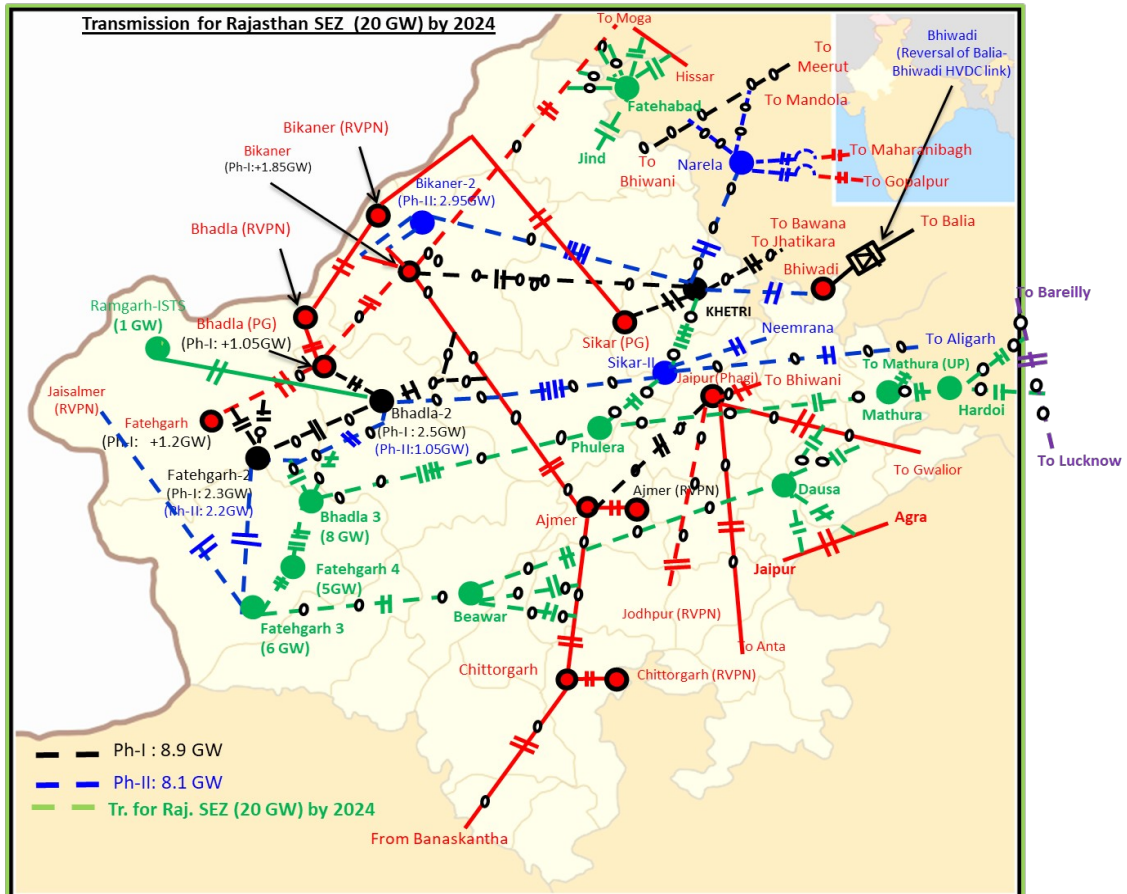 Transmission for Rajasthan SEZ (20 GW) by 2024
To Moga
Hissar
To
Meerut
Bhiwadi
(Reversal of Balia-
Bhiwadi HVDC link)
Fatehabad
To Mandola
Bikaner (RVPN)
Jind
To
Bhiwani
Narela
To Maharanibagh
To Gopalpur
Bikaner
(Ph-I:+1.85GW)
Bikaner-2
(Ph-II: 2.95GW)
Bhadla (RVPN)
To Bawana
To Jhatikara
To Balia
Bhiwadi
Ramgarh-ISTS
(1 GW)
Bhadla (PG)
(Ph-I: +1.05GW)
KHETRI
Sikar (PG)
Neemrana
To Bareilly
To Aligarh
Sikar-II
To Mathura (UP)
Jaipur(Phagi)
To Bhiwani
Mathura
Hardoi
Jaisalmer
(RVPN)
Fatehgarh
(Ph-I:   +1.2GW)
Bhadla-2
(Ph-I : 2.5GW)
(Ph-II:1.05GW)
Phulera
To Gwalior
To Lucknow
Fatehgarh-2
(Ph-I: 2.3GW)
(Ph-II: 2.2GW)
Bhadla 3
(8 GW)
Ajmer (RVPN)
Ajmer
Dausa
Agra
Jaipur
Fatehgarh 4
(5GW)
Fatehgarh 3
(6 GW)
Beawar
Jodhpur (RVPN)
To Anta
Chittorgarh
Chittorgarh (RVPN)
Ph-I : 8.9 GW
Ph-II: 8.1 GW
Tr. for Raj. SEZ (20 GW) by 2024
From Banaskantha